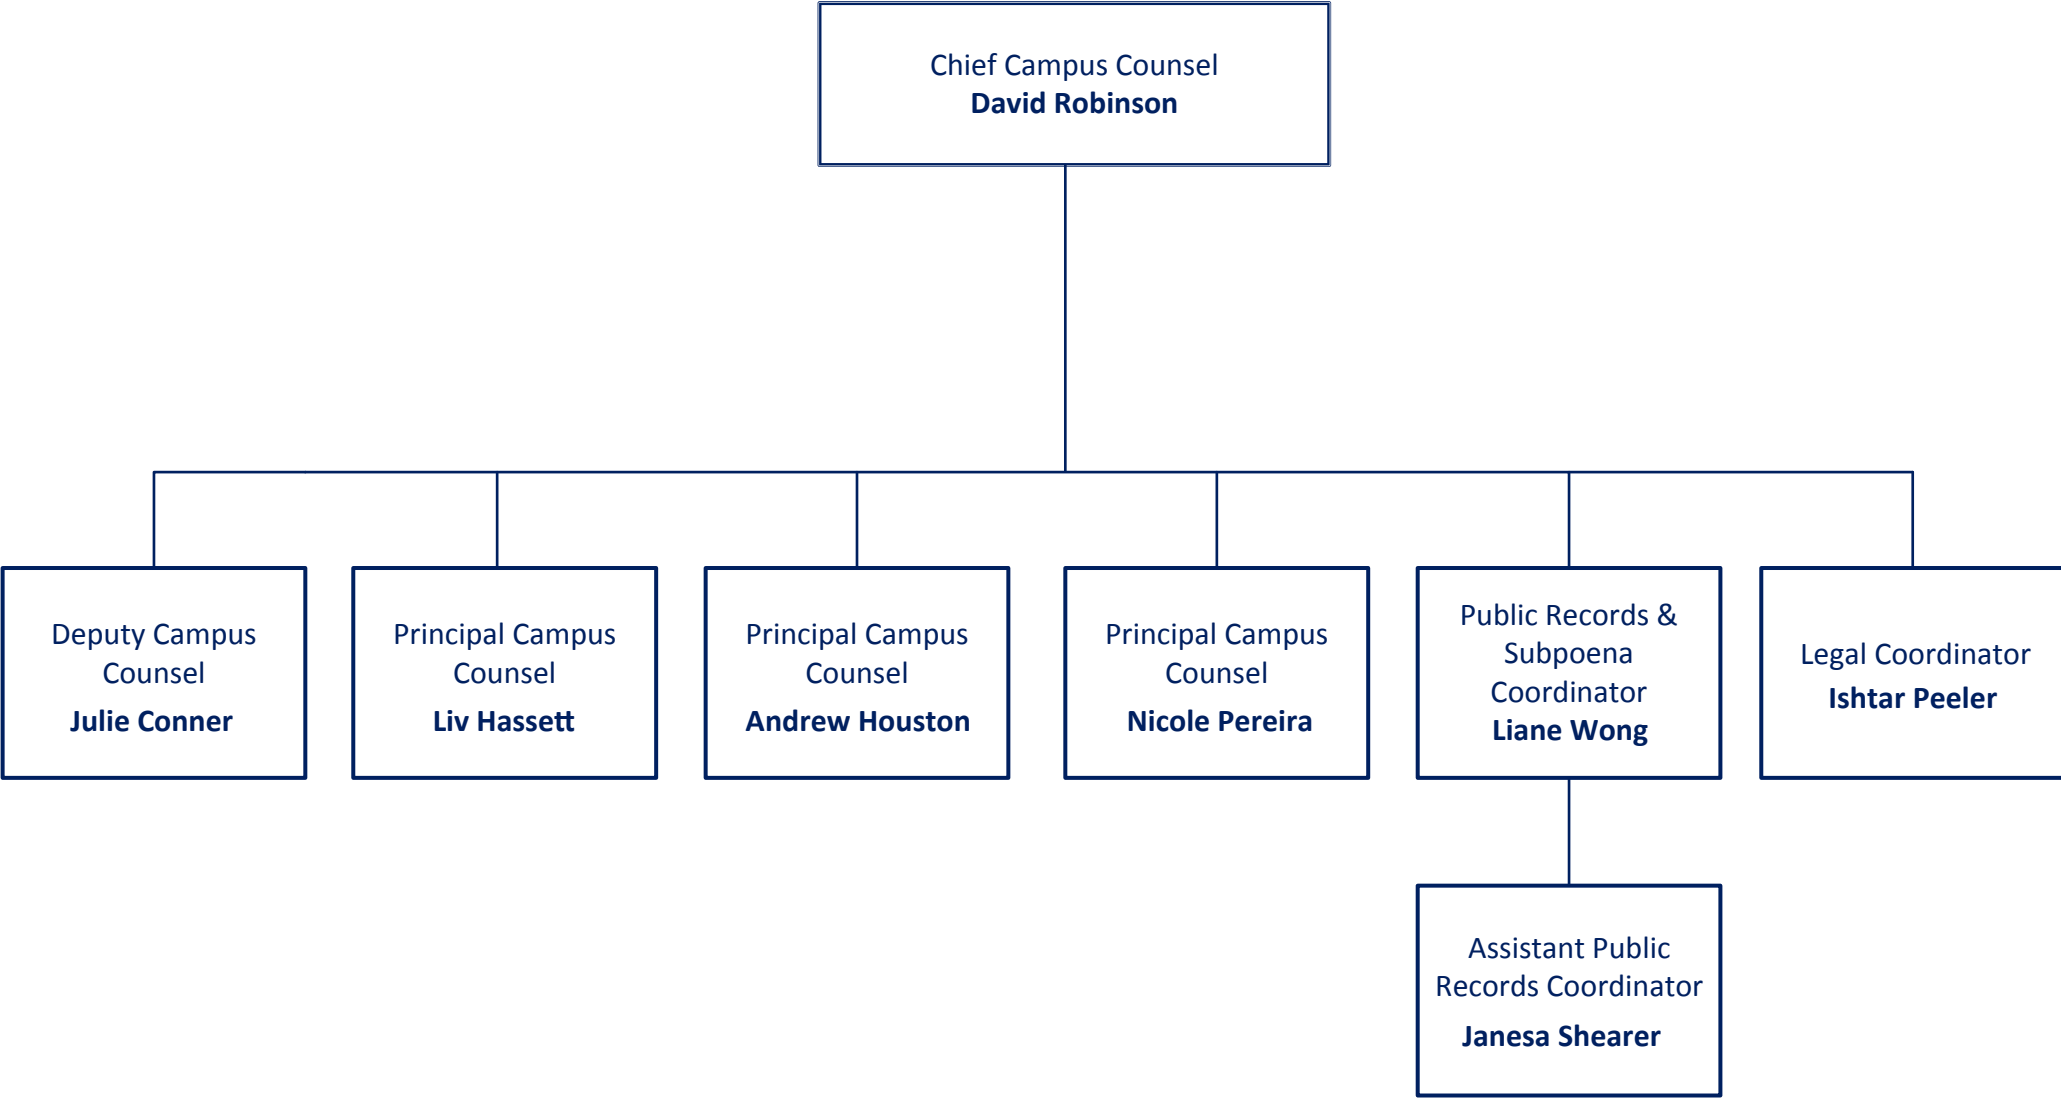 Chief Campus Counsel
David Robinson
Deputy Campus
Counsel
Julie Conner
Principal Campus
Counsel
Liv Hassett
Principal Campus
Counsel
Andrew Houston
Principal Campus
Counsel
Nicole Pereira
Public Records &
Subpoena
Coordinator
Liane Wong
Legal Coordinator
Ishtar Peeler
Assistant Public
Records Coordinator
Janesa Shearer